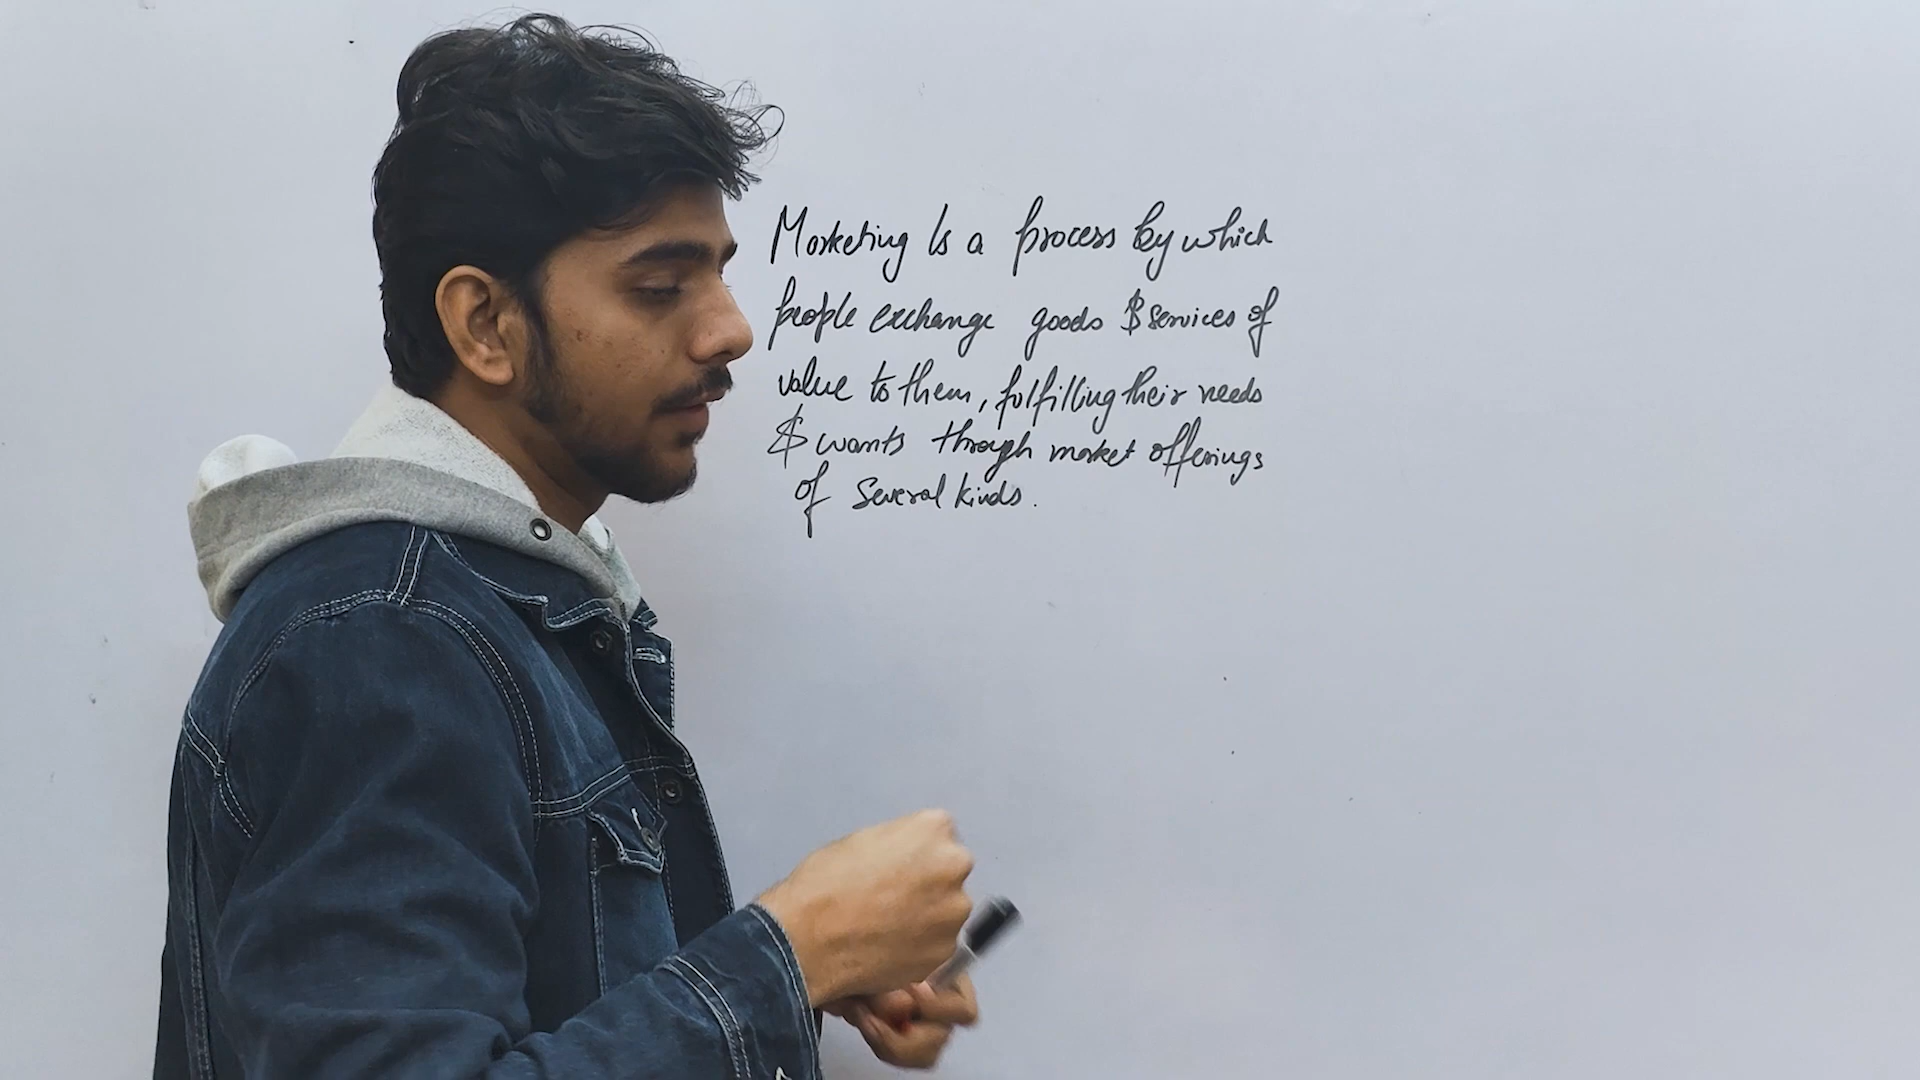 Marketing Is a process by which
people exchange goods & services of
value to them, fulfilling their needs
& wants through market offerings
of several kinds.